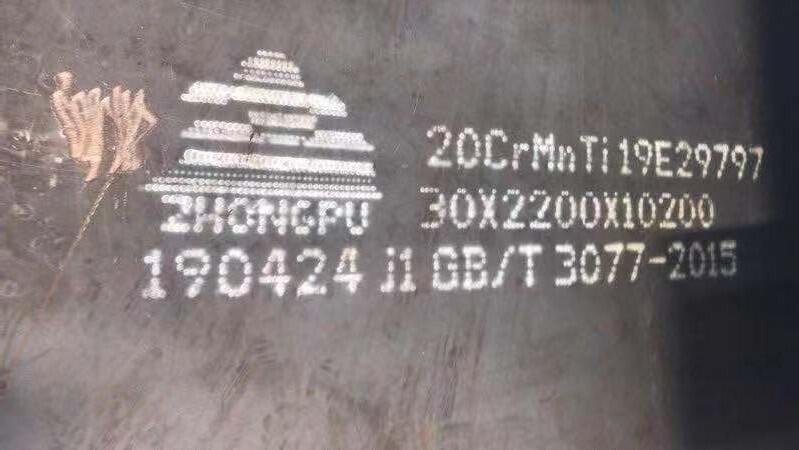 20CrMnTi 19E29797
ZHONGPU 30X2200X10200
190424 J1 GB/T 3077-2015